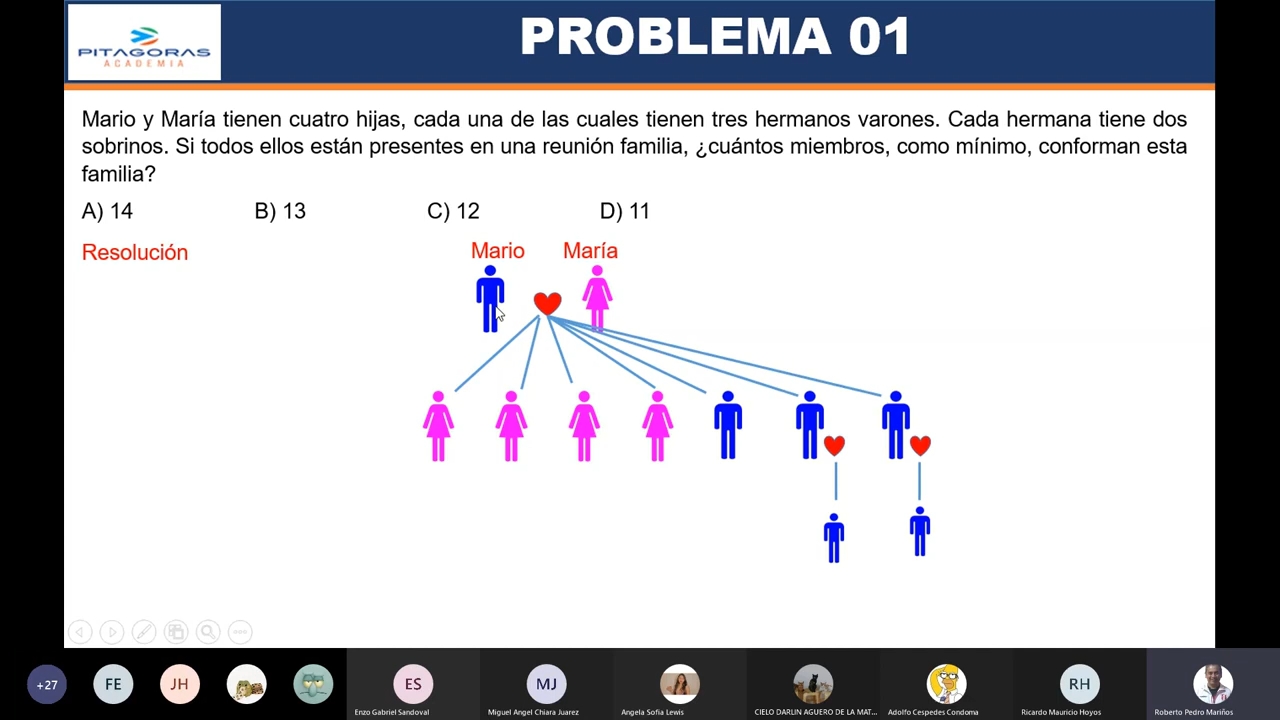 PITAGORAS
ACADEMIA
PROBLEMA 01
Mario y María tienen cuatro hijas, cada una de las cuales tienen tres hermanos varones. Cada hermana tiene dos
sobrinos. Si todos ellos están presentes en una reunión familia, ¿cuántos miembros, como mínimo, conforman esta
familia?
A) 14 B) 13 C) 12 D) 11
Resolución
Mario María
+27 FE JH ES MJ RH
Enzo Gabriel Sandoval Miguel Angel Chiara Juarez Angela Sofia Lewis CIELO DARLIN AGUERO DE LA MAT... Adolfo Cespedes Condoma Ricardo Mauricio Hoyos Roberto Pedro Mariños